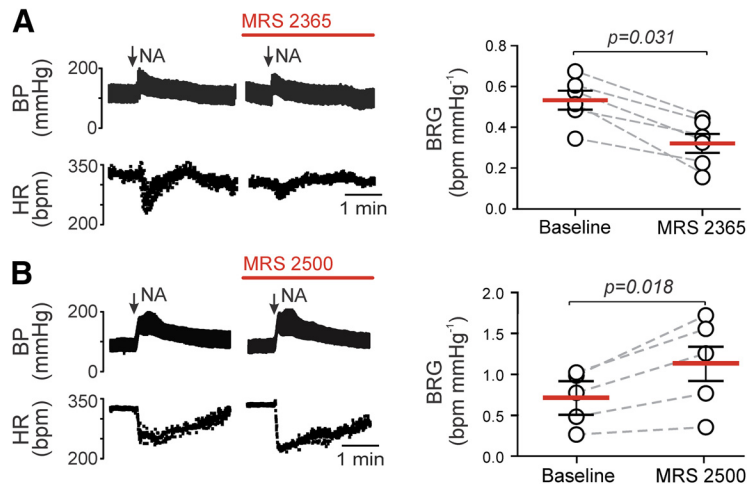 A
MRS 2365
NA
NA
BP
(mmHg)
200
0
HR
(bpm)
350
200
1 min
p=0.031
BRG
(bpm mmHg⁻¹)
0.8
0.6
0.4
0.2
0.0
Baseline
MRS 2365
B
MRS 2500
NA
NA
BP
(mmHg)
200
0
HR
(bpm)
350
200
1 min
p=0.018
BRG
(bpm mmHg⁻¹)
2.0
1.5
1.0
0.5
0.0
Baseline
MRS 2500